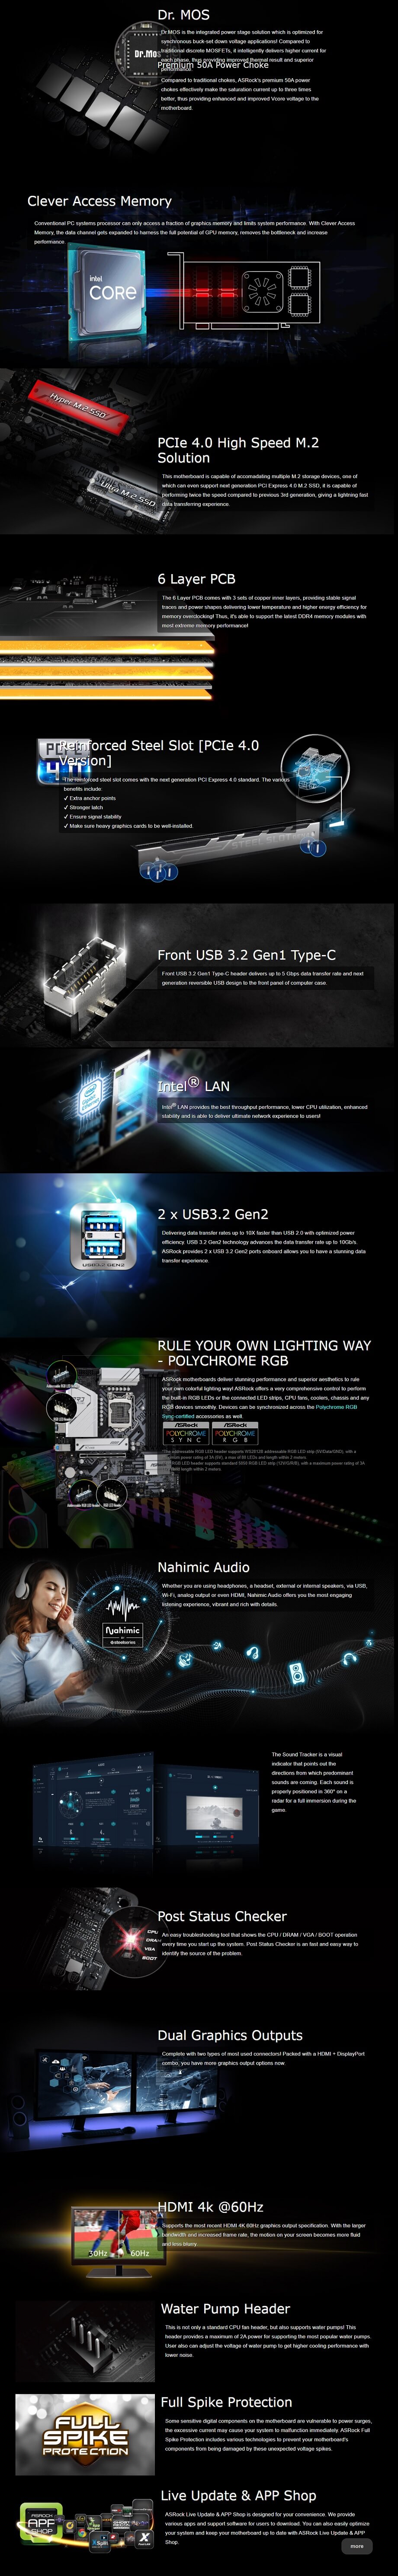 Dr. MOS
Dr.MOS is the integrated power stage solution which is optimized for
synchronous buck-set down voltage applications! Compared to
traditional discrete MOSFETs, it intelligently delivers higher current for
each phase, thus providing improved thermal result and superior
performance.
Dr.MOS
Premium 50A Power Choke
Compared to traditional chokes, ASRock's premium 50A power
chokes effectively make the saturation current up to three times
better, thus providing enhanced and improved Vcore voltage to the
motherboard.
Clever Access Memory
Conventional PC systems processor can only access a fraction of graphics memory and limits system performance. With Clever Access
Memory, the data channel gets expanded to harness the full potential of GPU memory, removes the bottleneck and increase
performance.
intel
CORE
Hyper M.2 SSD
Ultra M.2 SSD
PCIe 4.0 High Speed M.2
Solution
This motherboard is capable of accomradating multiple M.2 storage devices, one of
which can even support next generation PCI Express 4.0 M.2 SSD, it is capable of
performing twice the speed compared to previous 3rd generation, giving a lightning fast
data transferring experience.
6 Layer PCB
The 6 Layer PCB comes with 3 sets of copper inner layers, providing stable signal
traces and power shapes delivering lower temperature and higher energy efficiency for
memory overclocking! Thus, it's able to support the latest DDR4 memory modules with
most extreme memory performance!
Reinforced Steel Slot [PCIe 4.0
Version]
The reinforced steel slot comes with the next generation PCI Express 4.0 standard. The various
benefits include:
✓ Extra anchor points
✓ Stronger latch
✓ Ensure signal stability
✓ Make sure heavy graphics cards to be well-installed.
Front USB 3.2 Gen1 Type-C
Front USB 3.2 Gen1 Type-C header delivers up to 5 Gbps data transfer rate and next
generation reversible USB design to the front panel of computer case.
Intel® LAN
Intel® LAN provides the best throughput performance, lower CPU utilization, enhanced
stability and is able to deliver ultimate network experience to users!
USB3.2 GEN2
2 x USB3.2 Gen2
Delivering data transfer rates up to 10X faster than USB 2.0 with optimized power
efficiency. USB 3.2 Gen2 technology advances the data transfer rate up to 10Gb/s.
ASRock provides 2 x USB 3.2 Gen2 ports onboard allows you to have a stunning data
transfer experience.
RULE YOUR OWN LIGHTING WAY
- POLYCHROME RGB
ASRock motherboards deliver stunning performance and superior aesthetics to rule
your own coloful lighting way! ASRock offers a very comprehensive control to perform
the built-in RGB LEDs or the connected LED strips, CPU fans, coolers, chassis and any
RGB devices smoothly. Devices can be synchronized across the Polychrome RGB
Sync-certified accessories as well.
ASRock
POLYCHROME
SYNC
ASRock
POLYCHROME
RGB
Nahimic Audio
Whether you are using headphones, a headset, external or internal speakers, via USB,
Wi-Fi, analog output or even HDMI, Nahimic Audio offers you the most engaging
listening experience, vibrant and rich with details.
Nahimic
BY
steelseries
The Sound Tracker is a visual
indicator that points out the
directions from which predominant
sounds are coming. Each sound is
properly positioned in 360° on a
radar for a full immersion during the
game.
CPU
DRAM
VGA
BOOT
Post Status Checker
An easy troubleshooting tool that shows the CPU / DRAM / VGA / BOOT operation
every time you start up the system. Post Status Checker is an fast and easy way to
identify the source of the problem.
Dual Graphics Outputs
Complete with two types of most used connectors! Packed with a HDMI + DisplayPort
combo, you have more graphics output options now.
HDMI 4k @60Hz
Supports the most recent HDMI 4K 60Hz graphics output specification. With the larger
bandwidth and increased frame rate, the motion on your screen becomes more fluid
and less blurry.
30Hz
60Hz
Water Pump Header
This is not only a standard CPU fan header, but also supports water pumps! This
header provides a maximum of 2A power for supporting the most popular water pumps.
User also can adjust the voltage of water pump to get higher cooling performance with
lower noise.
FULL
SPIKE
PROTECTION
Full Spike Protection
Some sensitive digital components on the motherboard are vulnerable to power surges,
the excessive current may cause your system to malfunction immediately. ASRock Full
Spike Protection includes various technologies to prevent your motherboard's
components from being damaged by these unexpected voltage spikes.
ASROCK
APP
SHOP
Live Update & APP Shop
ASRock Live Update & APP Shop is designed for your convenience. We provide
various apps and support software for users to download. You can also easily optimize
your system and keep your motherboard up to date with ASRock Live Update & APP
Shop.
more